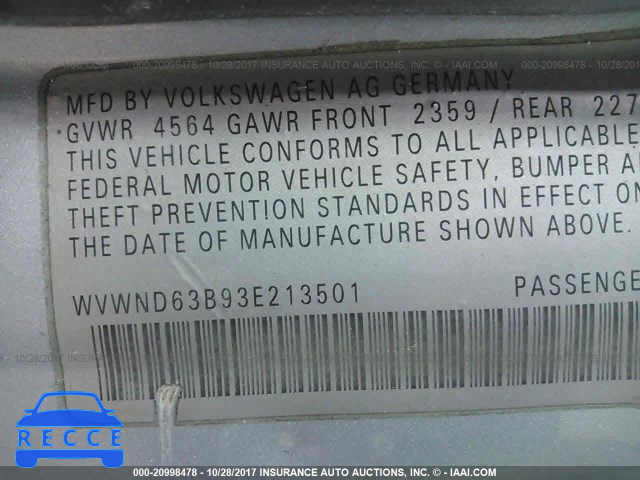 000-20998478 - 10/28/2017 INSURANCE AUTO AUCTIONS, INC. - © IAAI.COM
MFD BY VOLKSWAGEN AG GERMANY
GVWR 4564 GAWR FRONT 2359 / REAR 227
THIS VEHICLE CONFORMS TO ALL APPLICABLE
FEDERAL MOTOR VEHICLE SAFETY, BUMPER A
THEFT PREVENTION STANDARDS IN EFFECT ON
THE DATE OF MANUFACTURE SHOWN ABOVE.
WVWND63B93E213501 PASSENGE
RECCE
000-20998478 - 10/28/2017 INSURANCE AUTO AUCTIONS, INC. - © IAAI.COM